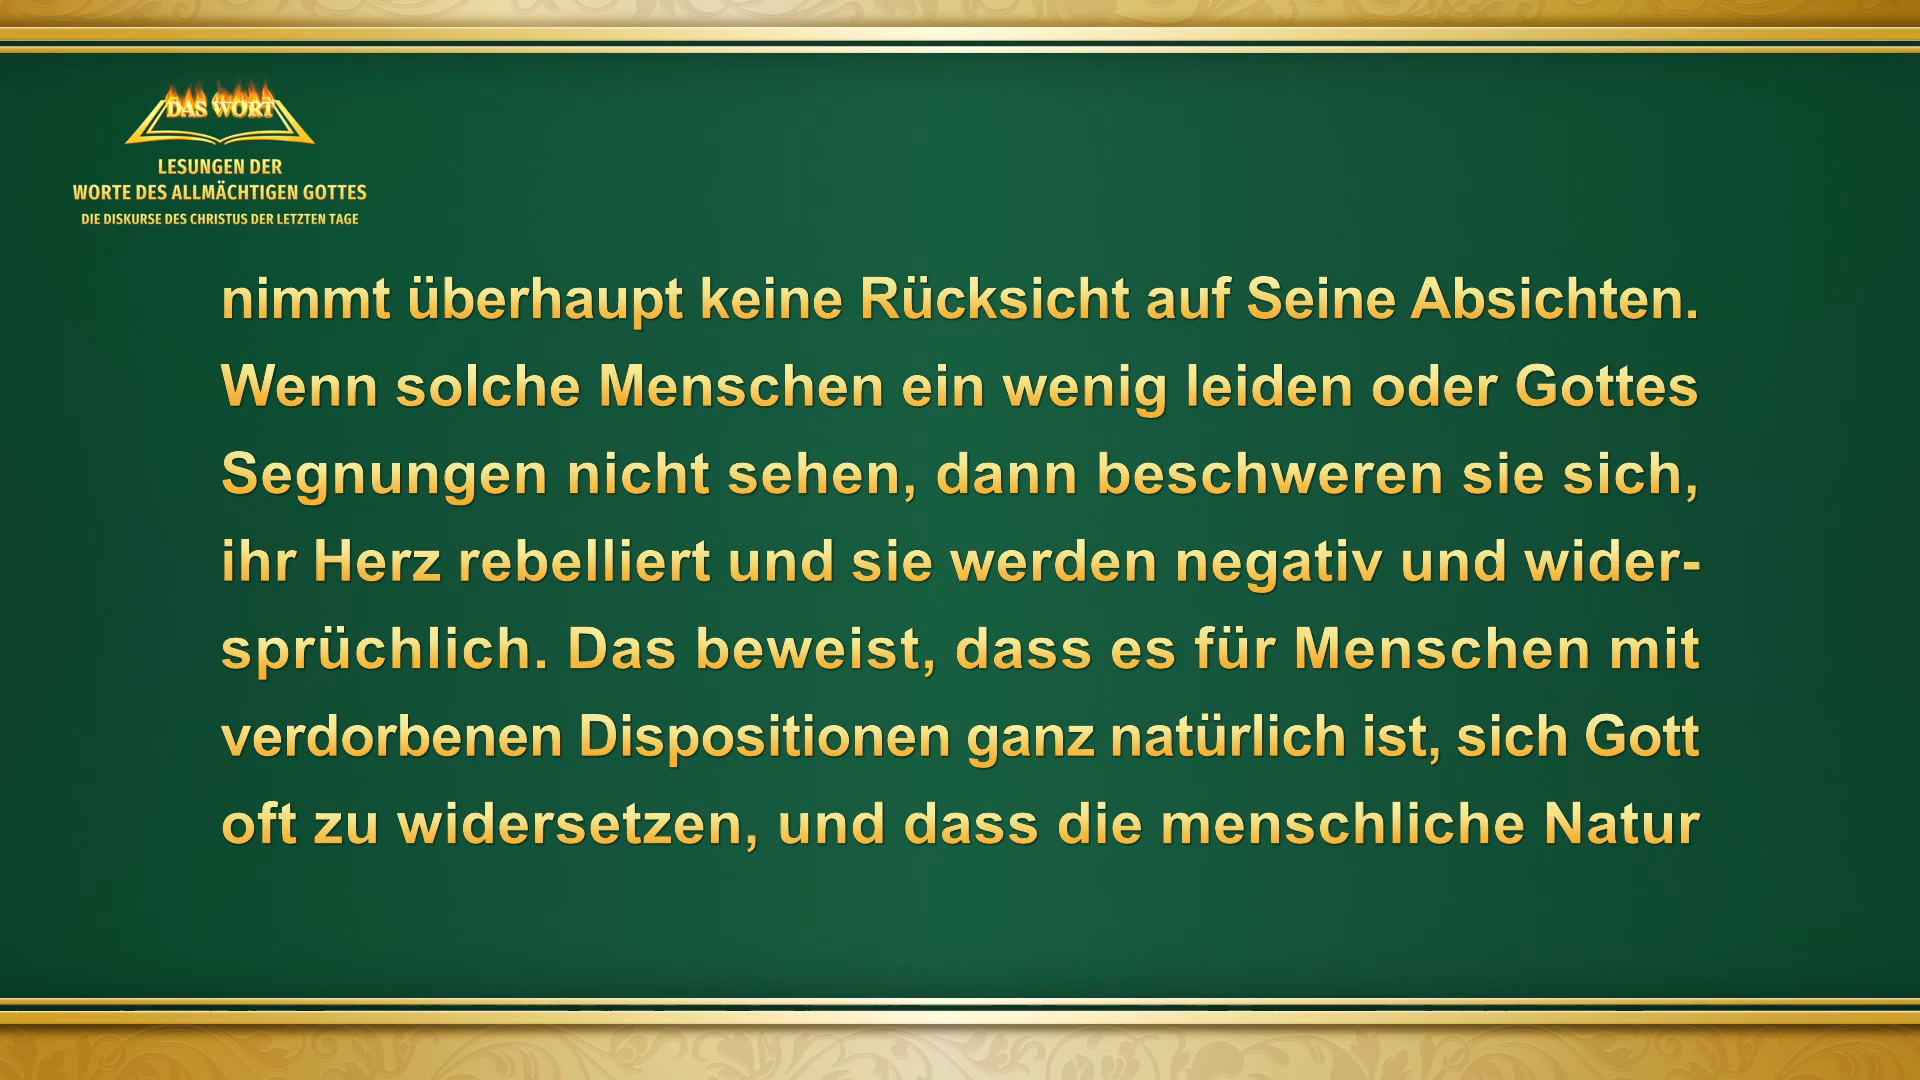 DAS WORT
LESUNGEN DER
WORTE DES ALLMÄCHTIGEN GOTTES
DIE DISKURSE DES CHRISTUS DER LETZTEN TAGE
nimmt überhaupt keine Rücksicht auf Seine Absichten.
Wenn solche Menschen ein wenig leiden oder Gottes
Segnungen nicht sehen, dann beschweren sie sich,
ihr Herz rebelliert und sie werden negativ und wider-
sprüchlich. Das beweist, dass es für Menschen mit
verdorbenen Dispositionen ganz natürlich ist, sich Gott
oft zu widersetzen, und dass die menschliche Natur